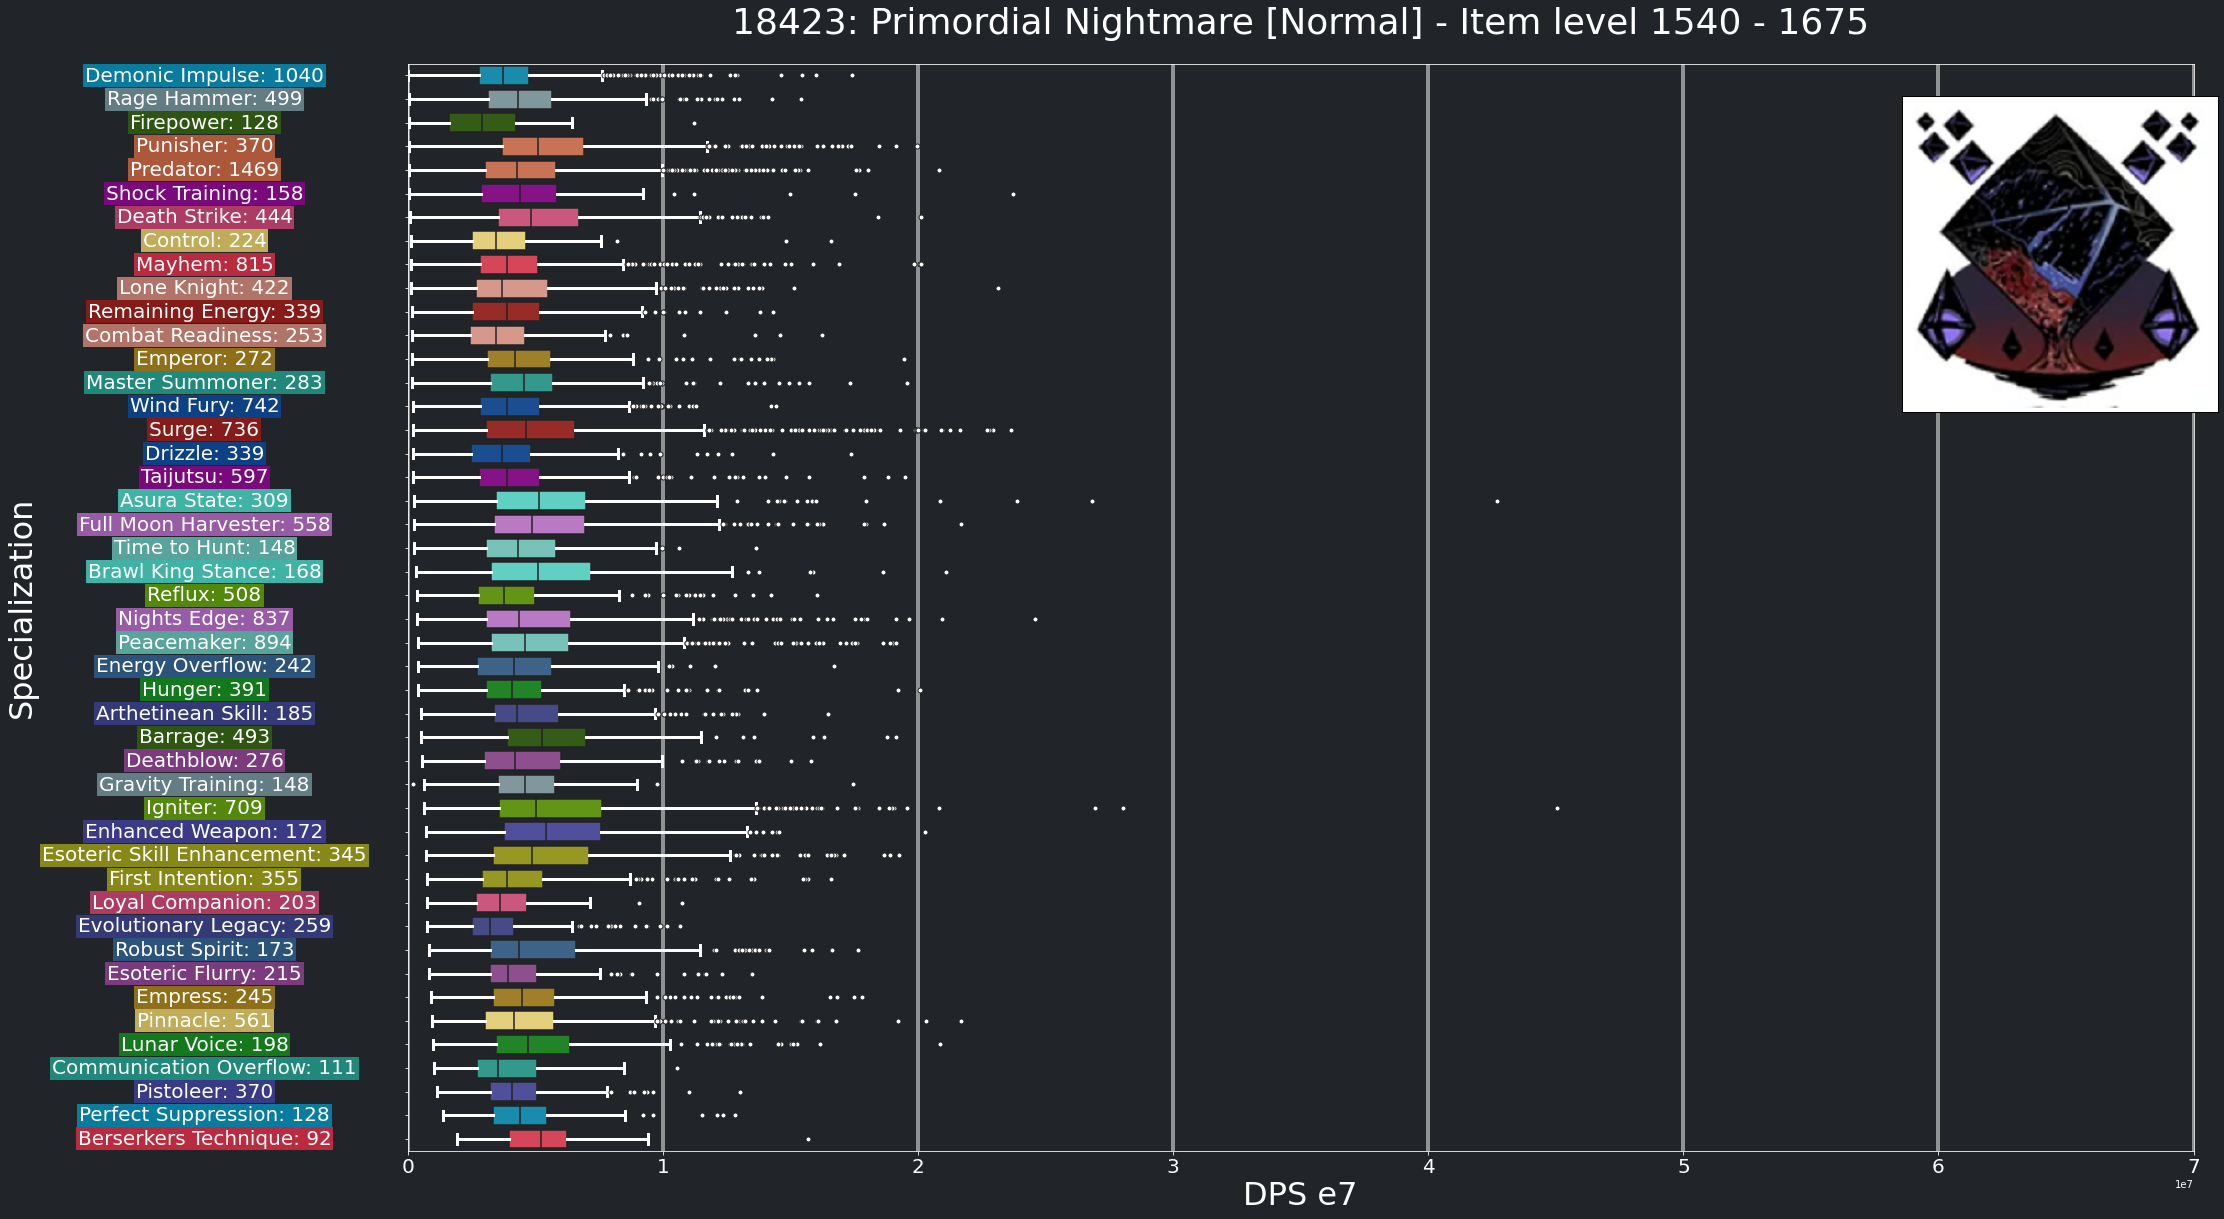 18423: Primordial Nightmare [Normal] - Item level 1540 - 1675
Demonic Impulse: 1040
Rage Hammer: 499
Firepower: 128
Punisher: 370
Predator: 1469
Shock Training: 158
Death Strike: 444
Control: 224
Mayhem: 815
Lone Knight: 422
Remaining Energy: 339
Combat Readiness: 253
Emperor: 272
Master Summoner: 283
Wind Fury: 742
Surge: 736
Drizzle: 339
Taijutsu: 597
Asura State: 309
Full Moon Harvester: 558
Time to Hunt: 148
Brawl King Stance: 168
Reflux: 508
Nights Edge: 837
Peacemaker: 894
Energy Overflow: 242
Hunger: 391
Arthetinean Skill: 185
Barrage: 493
Deathblow: 276
Gravity Training: 148
Igniter: 709
Enhanced Weapon: 172
Esoteric Skill Enhancement: 345
First Intention: 355
Loyal Companion: 203
Evolutionary Legacy: 259
Robust Spirit: 173
Esoteric Flurry: 215
Empress: 245
Pinnacle: 561
Lunar Voice: 198
Communication Overflow: 111
Pistoleer: 370
Perfect Suppression: 128
Berserkers Technique: 92
Specialization
0 1 2 3 4 5 6 7
1e7
DPS e7